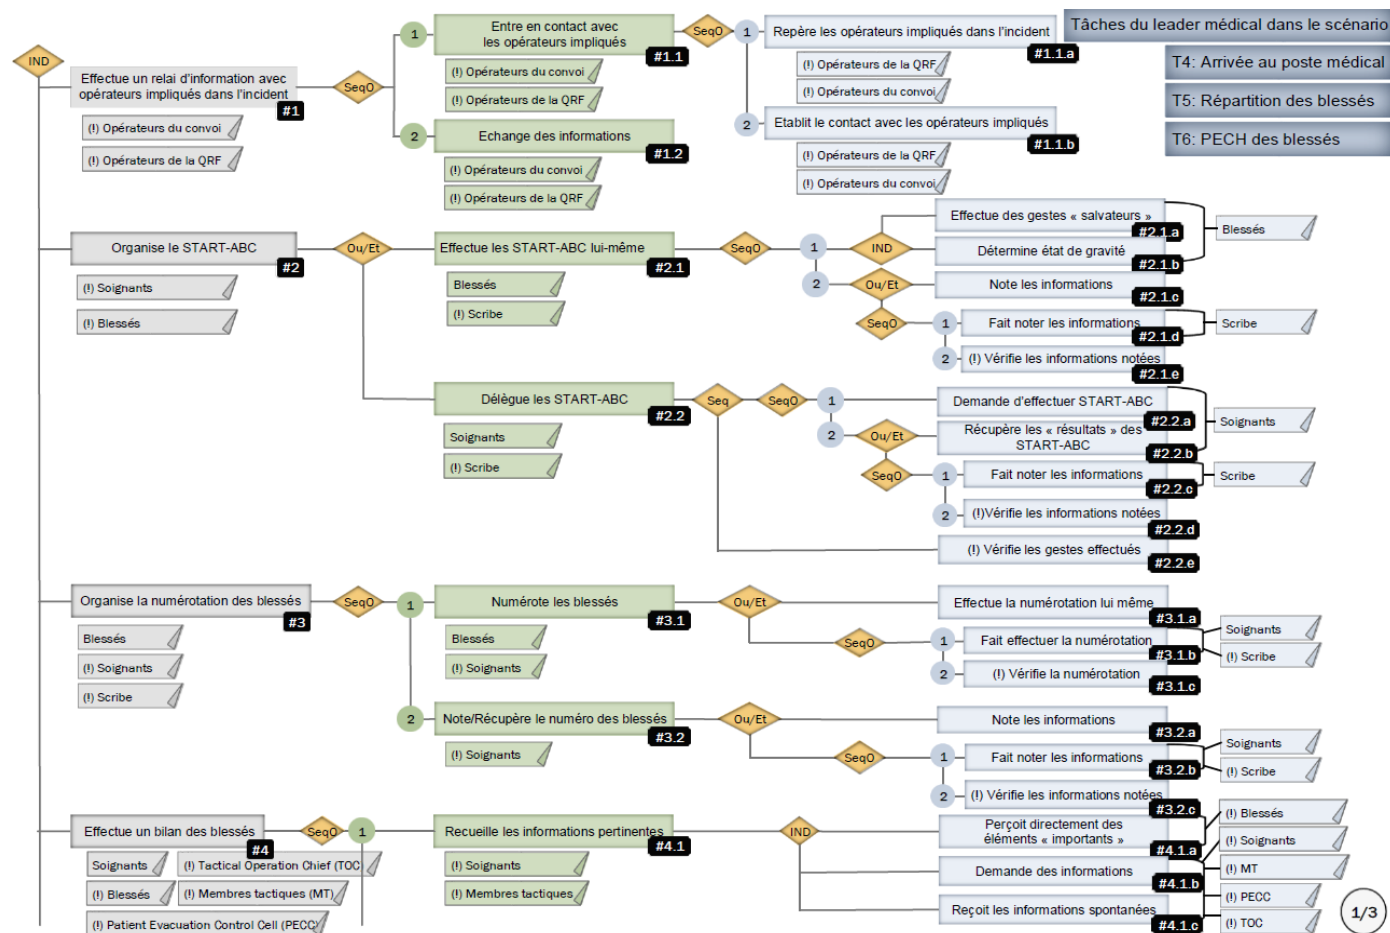 Tâches du leader médical dans le scénario
T4: Arrivée au poste médical
T5: Répartition des blessés
T6: PECH des blessés
IND
Effectue un relai d'information avec
opérateurs impliqués dans l'incident
#1
(!) Opérateurs du convoi
(!) Opérateurs de la QRF
SeqO
1
Entre en contact avec
les opérateurs impliqués
#1.1
(!) Opérateurs du convoi
(!) Opérateurs de la QRF
2
Echange des informations
#1.2
(!) Opérateurs du convoi
(!) Opérateurs de la QRF
SeqO
1
Repère les opérateurs impliqués dans l'incident
#1.1.a
(!) Opérateurs de la QRF
(!) Opérateurs du convoi
2
Etablit le contact avec les opérateurs impliqués
#1.1.b
(!) Opérateurs de la QRF
(!) Opérateurs du convoi
Organise le START-ABC
#2
(!) Soignants
(!) Blessés
Ou/Et
Effectue les START-ABC lui-même
#2.1
Blessés
(!) Scribe
SeqO
1
IND
Effectue des gestes « salvateurs »
#2.1.a
Détermine état de gravité
#2.1.b
Blessés
2
Ou/Et
Note les informations
#2.1.c
SeqO
1
Fait noter les informations
#2.1.d
Scribe
2
(!) Vérifie les informations notées
#2.1.e
Délègue les START-ABC
#2.2
Soignants
(!) Scribe
Seq
SeqO
1
Demande d'effectuer START-ABC
#2.2.a
2
Ou/Et
Récupère les « résultats » des
START-ABC
#2.2.b
Soignants
SeqO
1
Fait noter les informations
#2.2.c
Scribe
2
(!)Vérifie les informations notées
#2.2.d
(!) Vérifie les gestes effectués
#2.2.e
Organise la numérotation des blessés
#3
Blessés
(!) Soignants
(!) Scribe
SeqO
1
Numérote les blessés
#3.1
Blessés
(!) Soignants
Ou/Et
Effectue la numérotation lui même
#3.1.a
SeqO
1
Fait effectuer la numérotation
#3.1.b
Soignants
(!) Scribe
2
(!) Vérifie la numérotation
#3.1.c
2
Note/Récupère le numéro des blessés
#3.2
(!) Soignants
Ou/Et
Note les informations
#3.2.a
SeqO
1
Fait noter les informations
#3.2.b
Soignants
(!) Scribe
2
(!) Vérifie les informations notées
#3.2.c
Effectue un bilan des blessés
#4
Soignants
(!) Tactical Operation Chief (TOC
(!) Blessés
(!) Membres tactiques (MT)
(!) Patient Evacuation Control Cell (PECC)
SeqO
1
Recueille les informations pertinentes
#4.1
(!) Soignants
(!) Membres tactiques
IND
Perçoit directement des
éléments « importants »
#4.1.a
Demande des informations
#4.1.b
Reçoit les informations spontanées
#4.1.c
(!) Blessés
(!) Soignants
(!) MT
(!) PECC
(!) TOC
1/3